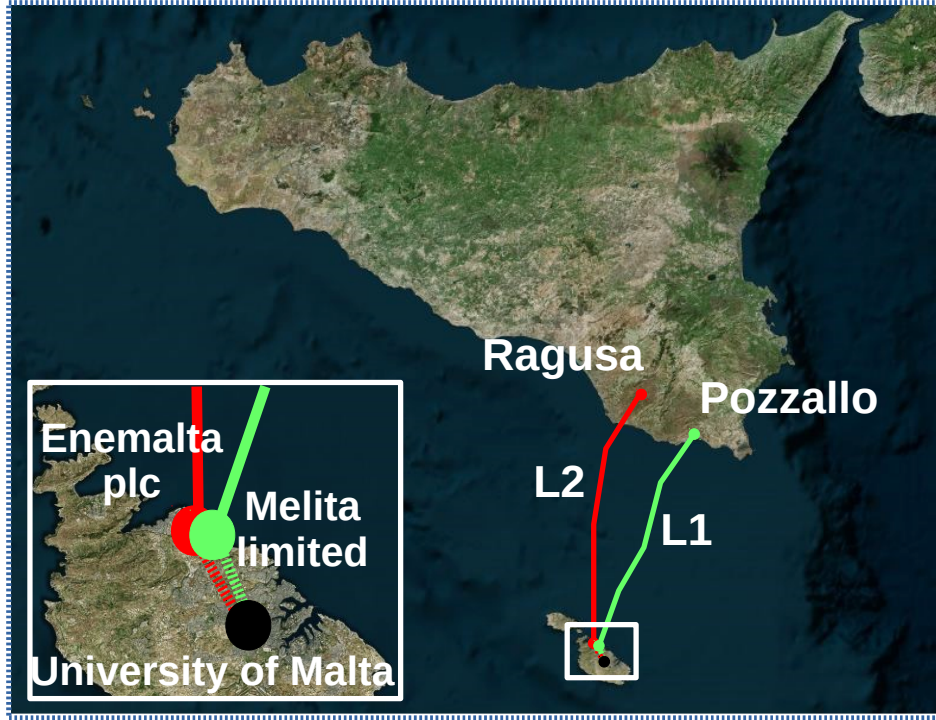 Ragusa
Pozzallo
L2
L1
Enemalta
plc
Melita
limited
University of Malta